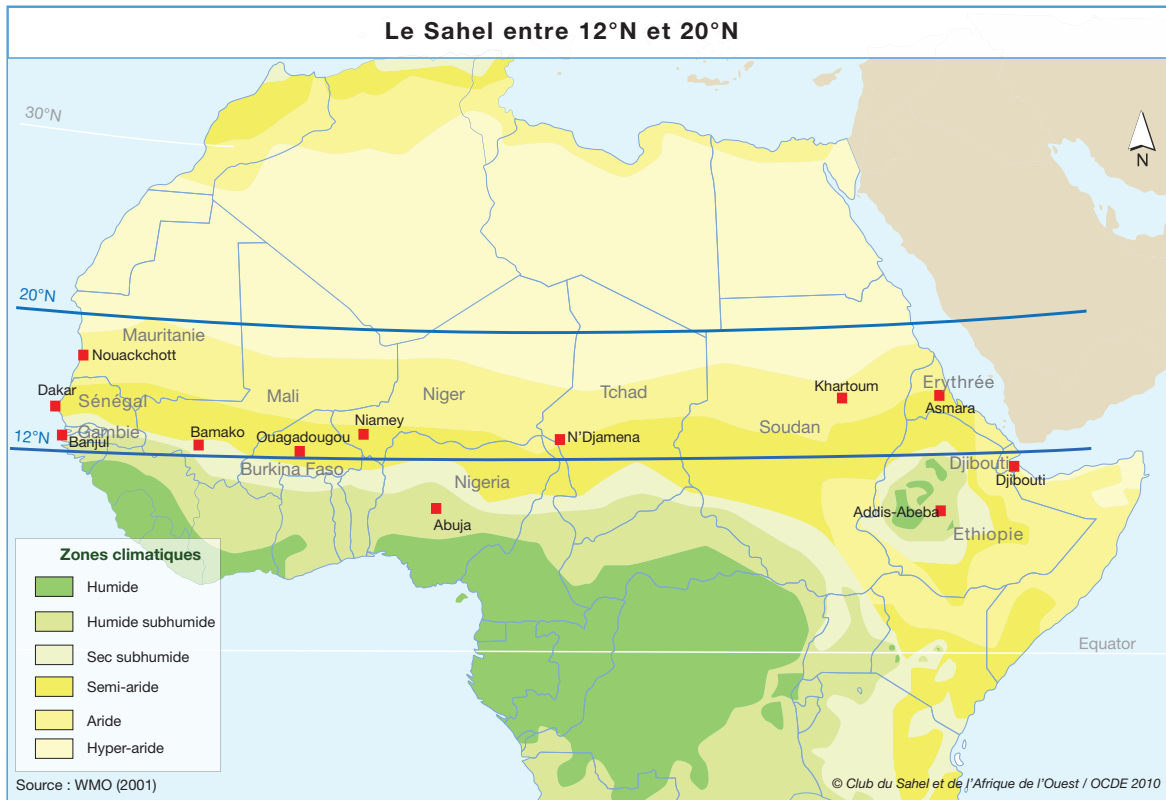 Le Sahel entre 12°N et 20°N
30°N
N
20°N
Mauritanie
Nouackchott
Dakar
Sénégal
Mali
Niger
Tchad
Khartoum
Erythrée
Asmara
Gambie
Banjul
12°N
Bamako
Ouagadougou
Niamey
N'Djamena
Soudan
Burkina Faso
Nigeria
Abuja
Djibouti
Djibouti
Addis-Abeba
Ethiopie
Equator
Zones climatiques
Humide
Humide subhumide
Sec subhumide
Semi-aride
Aride
Hyper-aride
Source : WMO (2001)
© Club du Sahel et de l'Afrique de l'Ouest / OCDE 2010